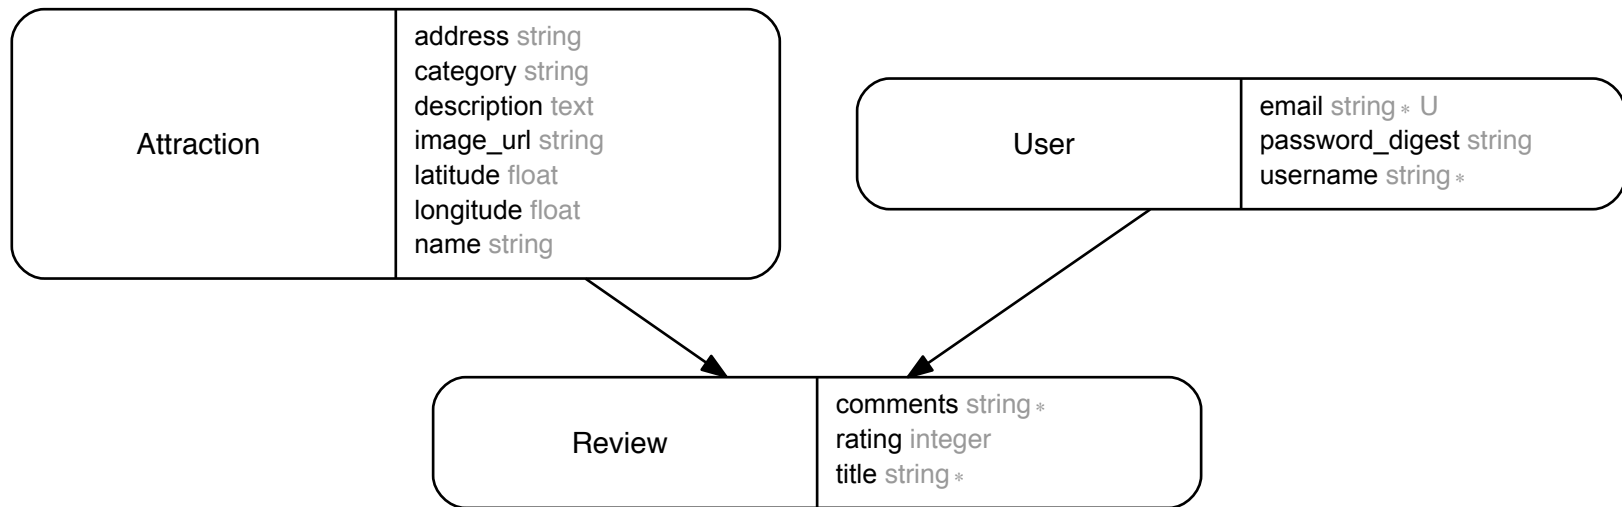 Attraction
address string
category string
description text
image_url string
latitude float
longitude float
name string
User
email string * U
password_digest string
username string *
Review
comments string *
rating integer
title string *